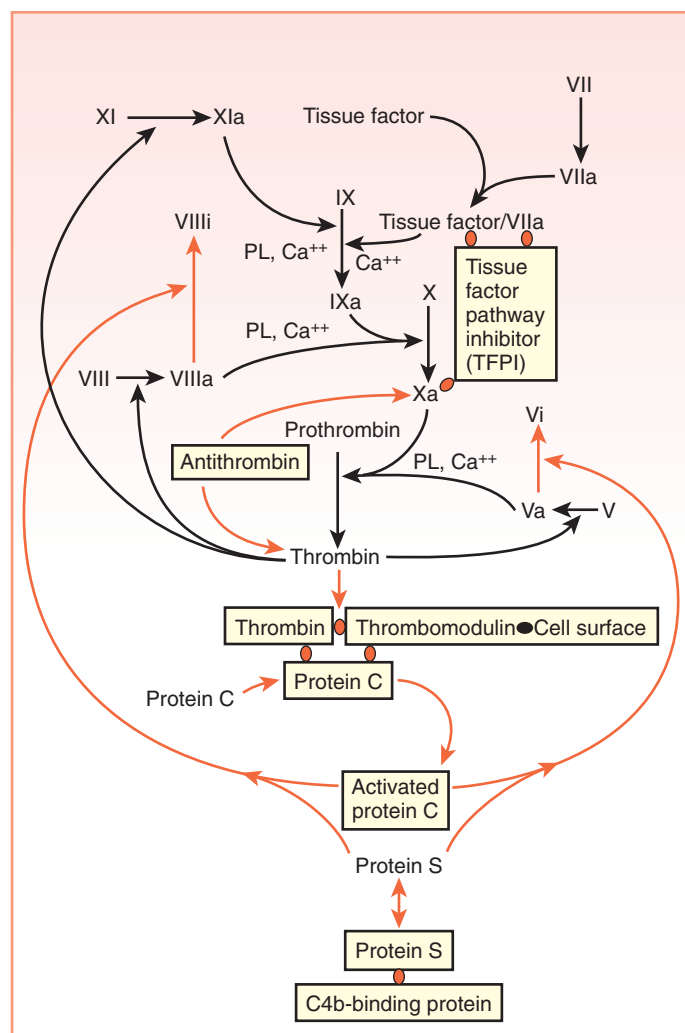 VII
XI
XIa
Tissue factor
VIIa
IX
VIIIi
Tissue factor/VIIa
PL, Ca++
Ca++
Tissue
factor
pathway
inhibitor
(TFPI)
IXa
X
PL, Ca++
VIII
VIIIa
Xa
Vi
Prothrombin
Antithrombin
PL, Ca++
Va
V
Thrombin
Thrombin
Thrombomodulin
Cell surface
Protein C
Protein C
Activated
protein C
Protein S
Protein S
C4b-binding protein